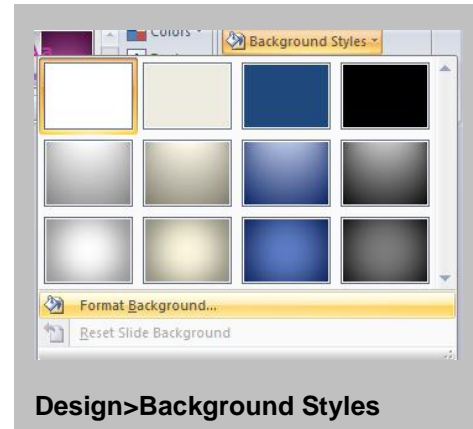 Colors
Background Styles
Format Background...
Reset Slide Background
Design>Background Styles